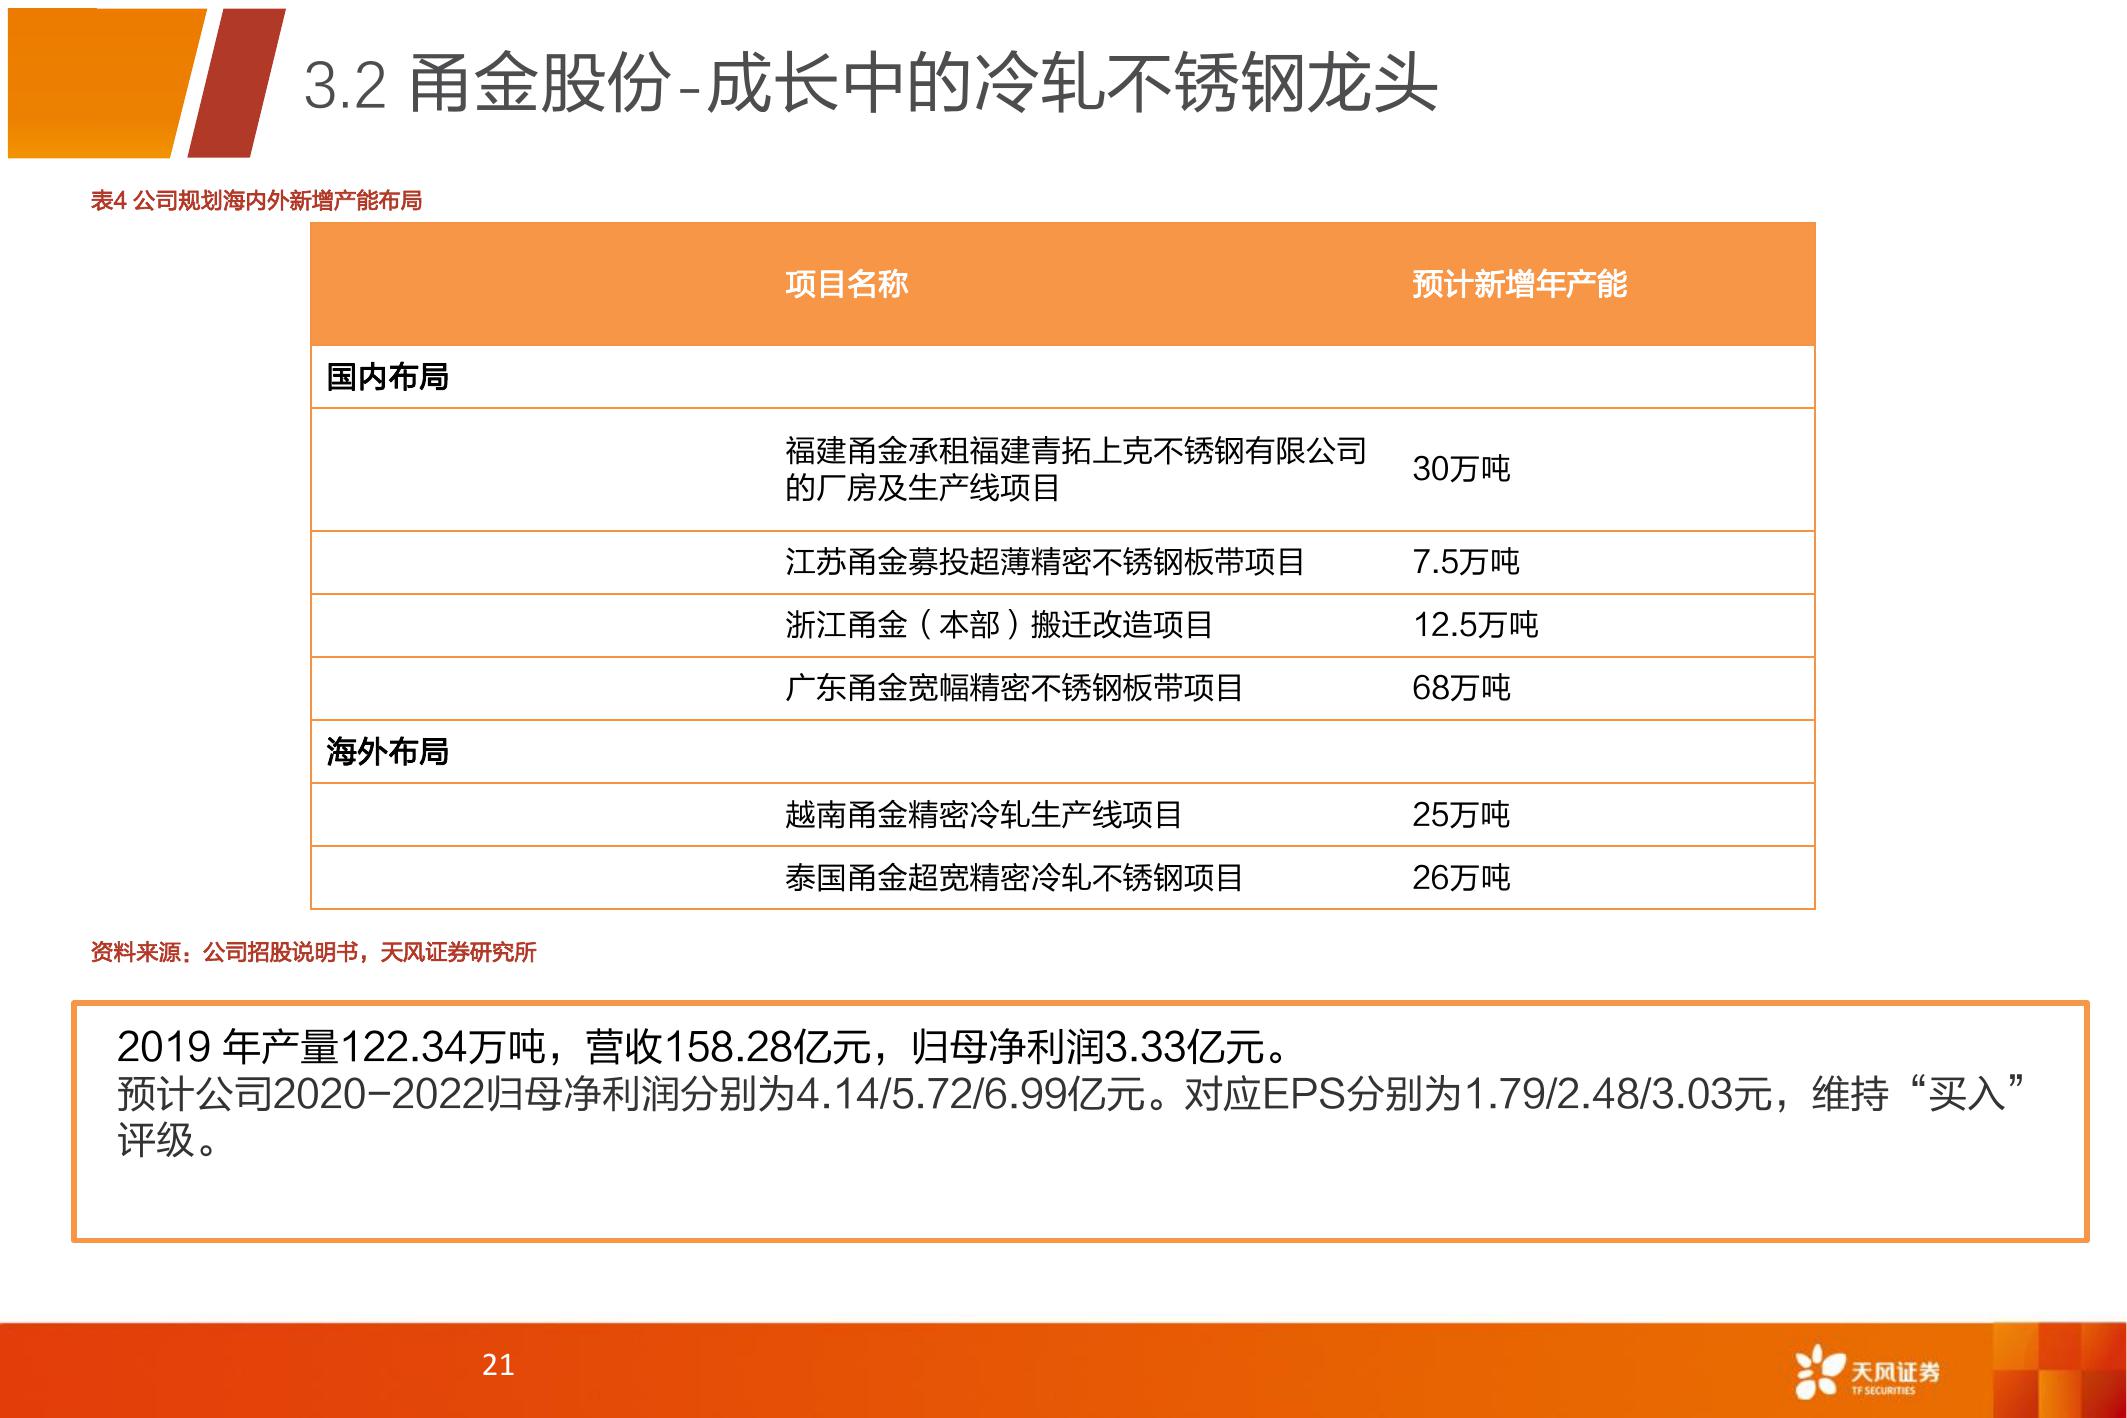 3.2 甬金股份-成长中的冷轧不锈钢龙头
表4 公司规划海内外新增产能布局
项目名称 预计新增年产能
国内布局
福建甬金承租福建青拓上克不锈钢有限公司
的厂房及生产线项目 30万吨
江苏甬金募投超薄精密不锈钢板带项目 7.5万吨
浙江甬金（本部）搬迁改造项目 12.5万吨
广东甬金宽幅精密不锈钢板带项目 68万吨
海外布局
越南甬金精密冷轧生产线项目 25万吨
泰国甬金超宽精密冷轧不锈钢项目 26万吨
资料来源：公司招股说明书，天风证券研究所
2019 年产量122.34万吨，营收158.28亿元，归母净利润3.33亿元。
预计公司2020-2022归母净利润分别为4.14/5.72/6.99亿元。对应EPS分别为1.79/2.48/3.03元，维持“买入”
评级。
21
天风证券
TF SECURITIES